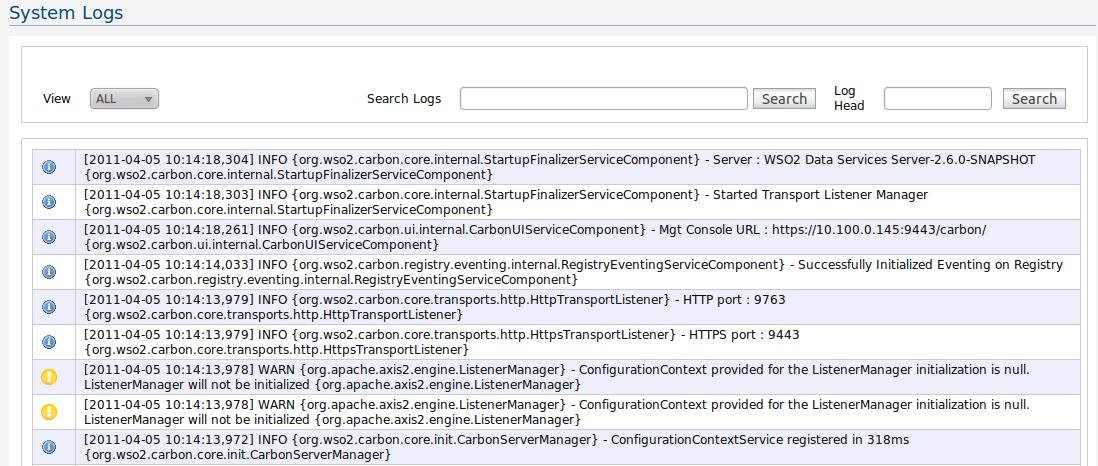 System Logs
View ALL Search Logs Search Log Head Search
[2011-04-05 10:14:18,304] INFO {org.wso2.carbon.core.internal.StartupFinalizerServiceComponent} - Server : WSO2 Data Services Server-2.6.0-SNAPSHOT
{org.wso2.carbon.core.internal.StartupFinalizerServiceComponent}
[2011-04-05 10:14:18,303] INFO {org.wso2.carbon.core.internal.StartupFinalizerServiceComponent} - Started Transport Listener Manager
{org.wso2.carbon.core.internal.StartupFinalizerServiceComponent}
[2011-04-05 10:14:18,261] INFO {org.wso2.carbon.ui.internal.CarbonUIServiceComponent} - Mgt Console URL : https://10.100.0.145:9443/carbon/
{org.wso2.carbon.ui.internal.CarbonUIServiceComponent}
[2011-04-05 10:14:14,033] INFO {org.wso2.carbon.registry.eventing.internal.RegistryEventingServiceComponent} - Successfully Initialized Eventing on Registry
{org.wso2.carbon.registry.eventing.internal.RegistryEventingServiceComponent}
[2011-04-05 10:14:13,979] INFO {org.wso2.carbon.core.transports.http.HttpTransportListener} - HTTP port : 9763
{org.wso2.carbon.core.transports.http.HttpTransportListener}
[2011-04-05 10:14:13,979] INFO {org.wso2.carbon.core.transports.http.HttpsTransportListener} - HTTPS port : 9443
{org.wso2.carbon.core.transports.http.HttpsTransportListener}
[2011-04-05 10:14:13,978] WARN {org.apache.axis2.engine.ListenerManager} - ConfigurationContext provided for the ListenerManager initialization is null.
ListenerManager will not be initialized {org.apache.axis2.engine.ListenerManager}
[2011-04-05 10:14:13,978] WARN {org.apache.axis2.engine.ListenerManager} - ConfigurationContext provided for the ListenerManager initialization is null.
ListenerManager will not be initialized {org.apache.axis2.engine.ListenerManager}
[2011-04-05 10:14:13,972] INFO {org.wso2.carbon.core.init.CarbonServerManager} - ConfigurationContextService registered in 318ms
{org.wso2.carbon.core.init.CarbonServerManager}